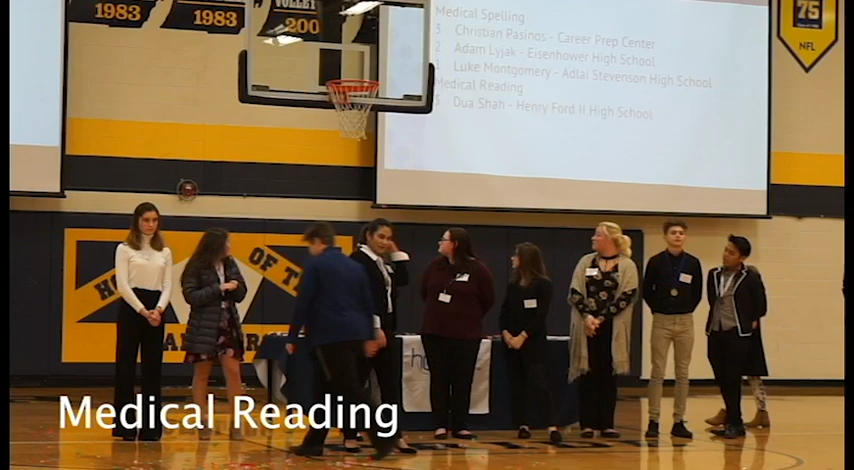 1983
1983
VOLLEY
200
75
NFL
Medical Spelling
3 Christian Pasinos - Career Prep Center
2 Adam Lyjak - Eisenhower High School
1 Luke Montgomery - Adlai Stevenson High School
Medical Reading
3 Dua Shah - Henry Ford II High School
OF T
Medical Reading